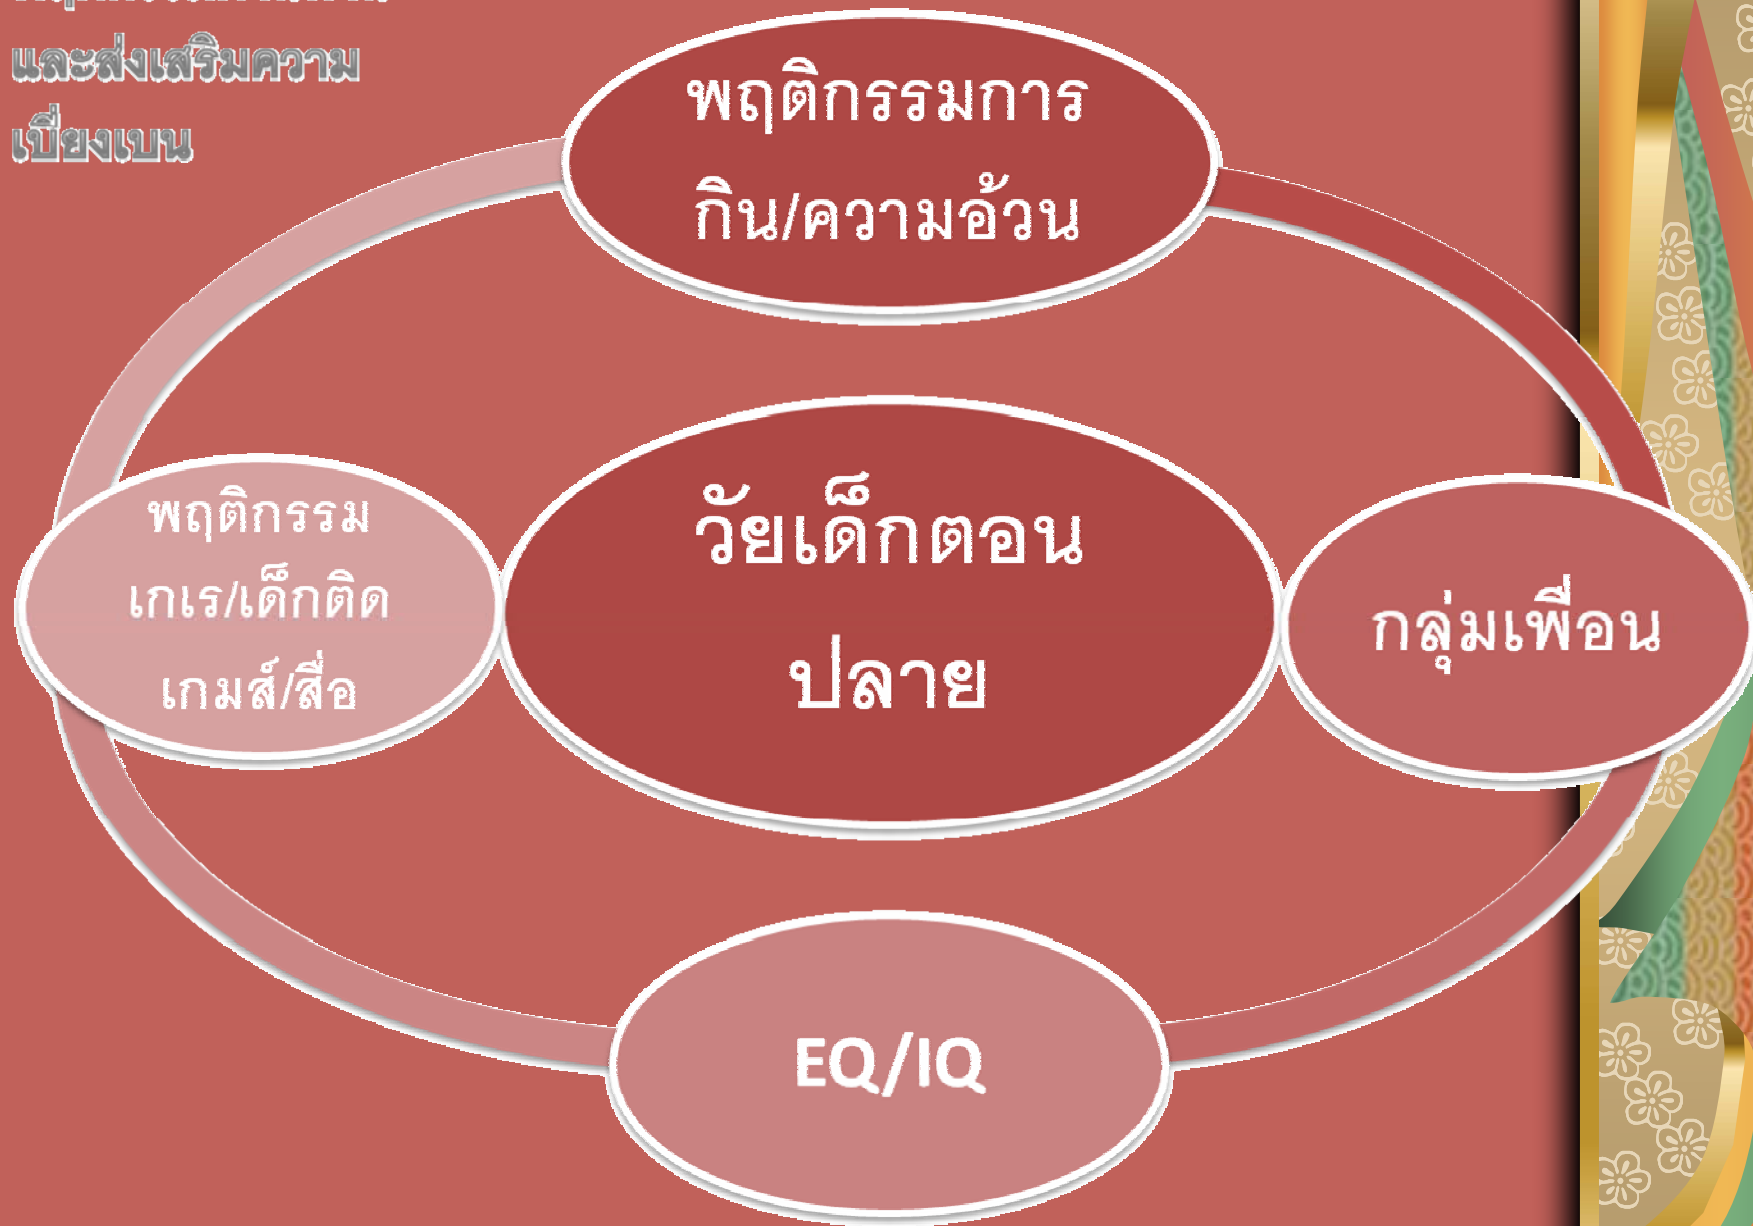 และส่งเสริมความ
เบี่ยงเบน
พฤติกรรมการ
กิน/ความอ้วน
พฤติกรรม
เกเร/เด็กติด
เกมส์/สื่อ
วัยเด็กตอน
ปลาย
กลุ่มเพื่อน
EQ/IQ